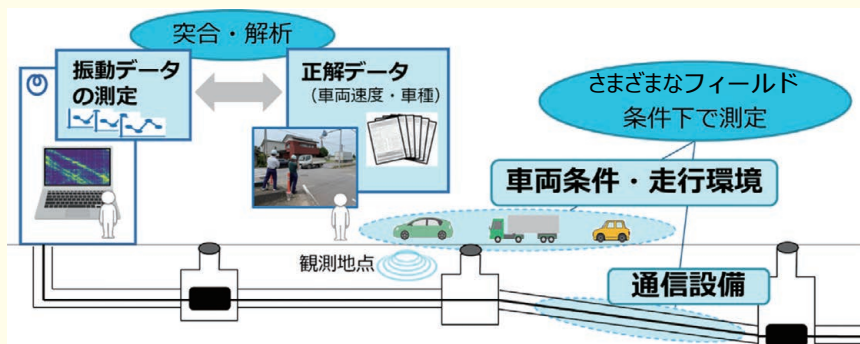 突合・解析
振動データ
の測定
正解データ
（車両速度・車種）
さまざまなフィールド
条件下で測定
車両条件・走行環境
観測地点
通信設備